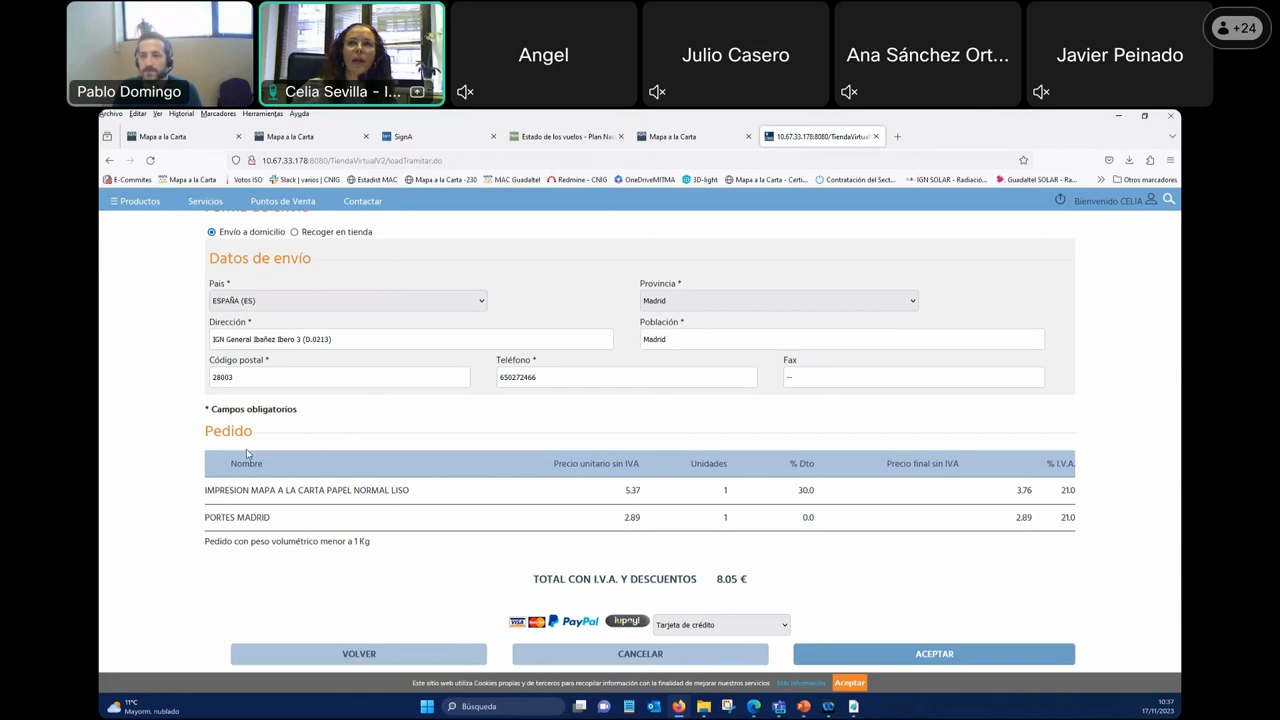 Pablo Domingo
Celia Sevilla - I...
Angel
Julio Casero
Ana Sánchez Ort...
Javier Peinado
+24
Archivo Editar Ver Historial Marcadores Herramientas Ayuda
Mapa a la Carta
Mapa a la Carta
SignA
Estado de los vuelos - Plan Na
Mapa a la Carta
10.67.33.178:8080/TiendaVirtual
10.67.33.178:8080/TiendaVirtualV2/loadTramitar.do
E-Commites Mapa a la Carta Votos ISO Slack | varios | CNIG Estadist MAC Mapa a la Carta -230 MAC Guadaltel Redmine - CNIG OneDriveMITMA 3D-light Mapa a la Carta - Certi... Contratación del Sect... IGN SOLAR - Radiació... Guadaltel SOLAR - Ra... Otros marcadores
Productos Servicios Puntos de Venta Contactar Bienvenido CELIA
Envío a domicilio Recoger en tienda
Datos de envío
Pais * Provincia *
ESPAÑA (ES) Madrid
Dirección * Población *
IGN General Ibañez Ibero 3 (D.0213) Madrid
Código postal * Teléfono * Fax
28003 650272466 --
* Campos obligatorios
Pedido
Nombre Precio unitario sin IVA Unidades % Dto Precio final sin IVA % I.V.A.
IMPRESION MAPA A LA CARTA PAPEL NORMAL LISO 5.37 1 30.0 3.76 21.0
PORTES MADRID 2.89 1 0.0 2.89 21.0
Pedido con peso volumétrico menor a 1 Kg
TOTAL CON I.V.A. Y DESCUENTOS 8.05 €
VISA PayPal iupay! Tarjeta de crédito
VOLVER CANCELAR ACEPTAR
Este sitio web utiliza Cookies propias y de terceros para recopilar información con la finalidad de mejorar nuestros servicios Más información Aceptar
11°C
Mayorm. nublado
Búsqueda
10:37
17/11/2023